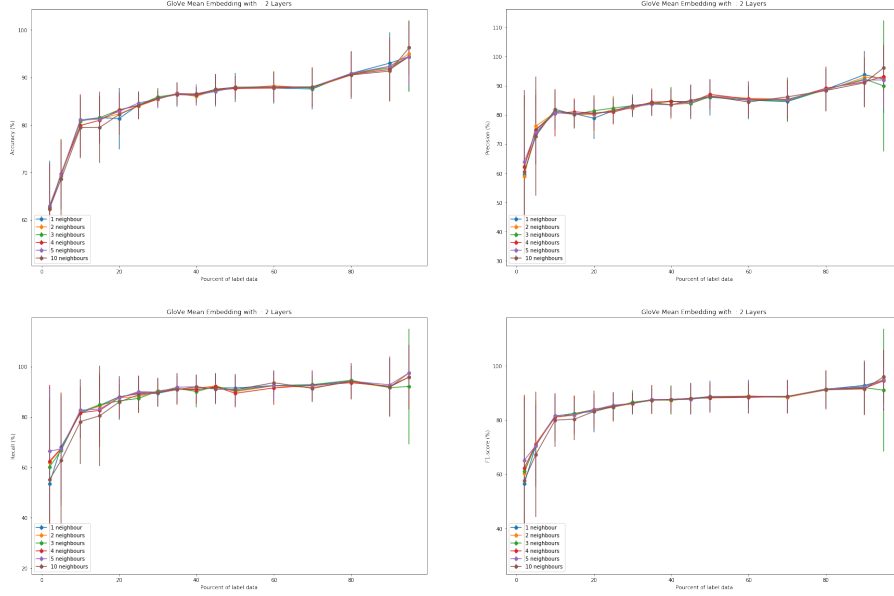 GloVe Mean Embedding with : 2 Layers
100
90
80
70
60
Accuracy (%)
1 neighbour
2 neighbours
3 neighbours
4 neighbours
5 neighbours
10 neighbours
0
20
40
60
80
Pourcent of label data
GloVe Mean Embedding with : 2 Layers
110
100
90
80
70
60
50
40
30
Precision (%)
1 neighbour
2 neighbours
3 neighbours
4 neighbours
5 neighbours
10 neighbours
0
20
40
60
80
Pourcent of label data
GloVe Mean Embedding with : 2 Layers
100
80
60
40
20
Recall (%)
1 neighbour
2 neighbours
3 neighbours
4 neighbours
5 neighbours
10 neighbours
0
20
40
60
80
Pourcent of label data
GloVe Mean Embedding with : 2 Layers
100
80
60
40
F1-score (%)
1 neighbour
2 neighbours
3 neighbours
4 neighbours
5 neighbours
10 neighbours
0
20
40
60
80
Pourcent of label data